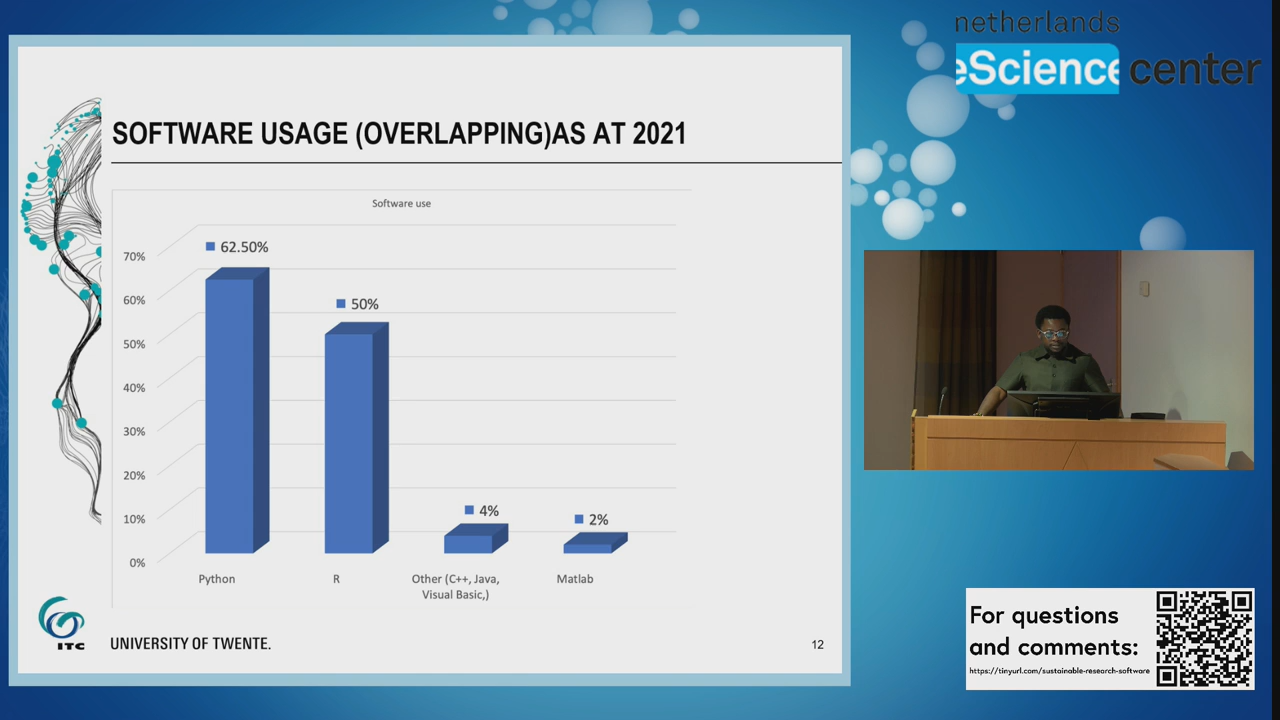 netherlands
eScience center
SOFTWARE USAGE (OVERLAPPING)AS AT 2021
Software use
70%
60%
50%
40%
30%
20%
10%
0%
62.50%
50%
4%
2%
Python
R
Other (C++, Java,
Visual Basic,)
Matlab
ITC
UNIVERSITY OF TWENTE.
12
For questions
and comments:
https://tinyurl.com/sustainable-research-software